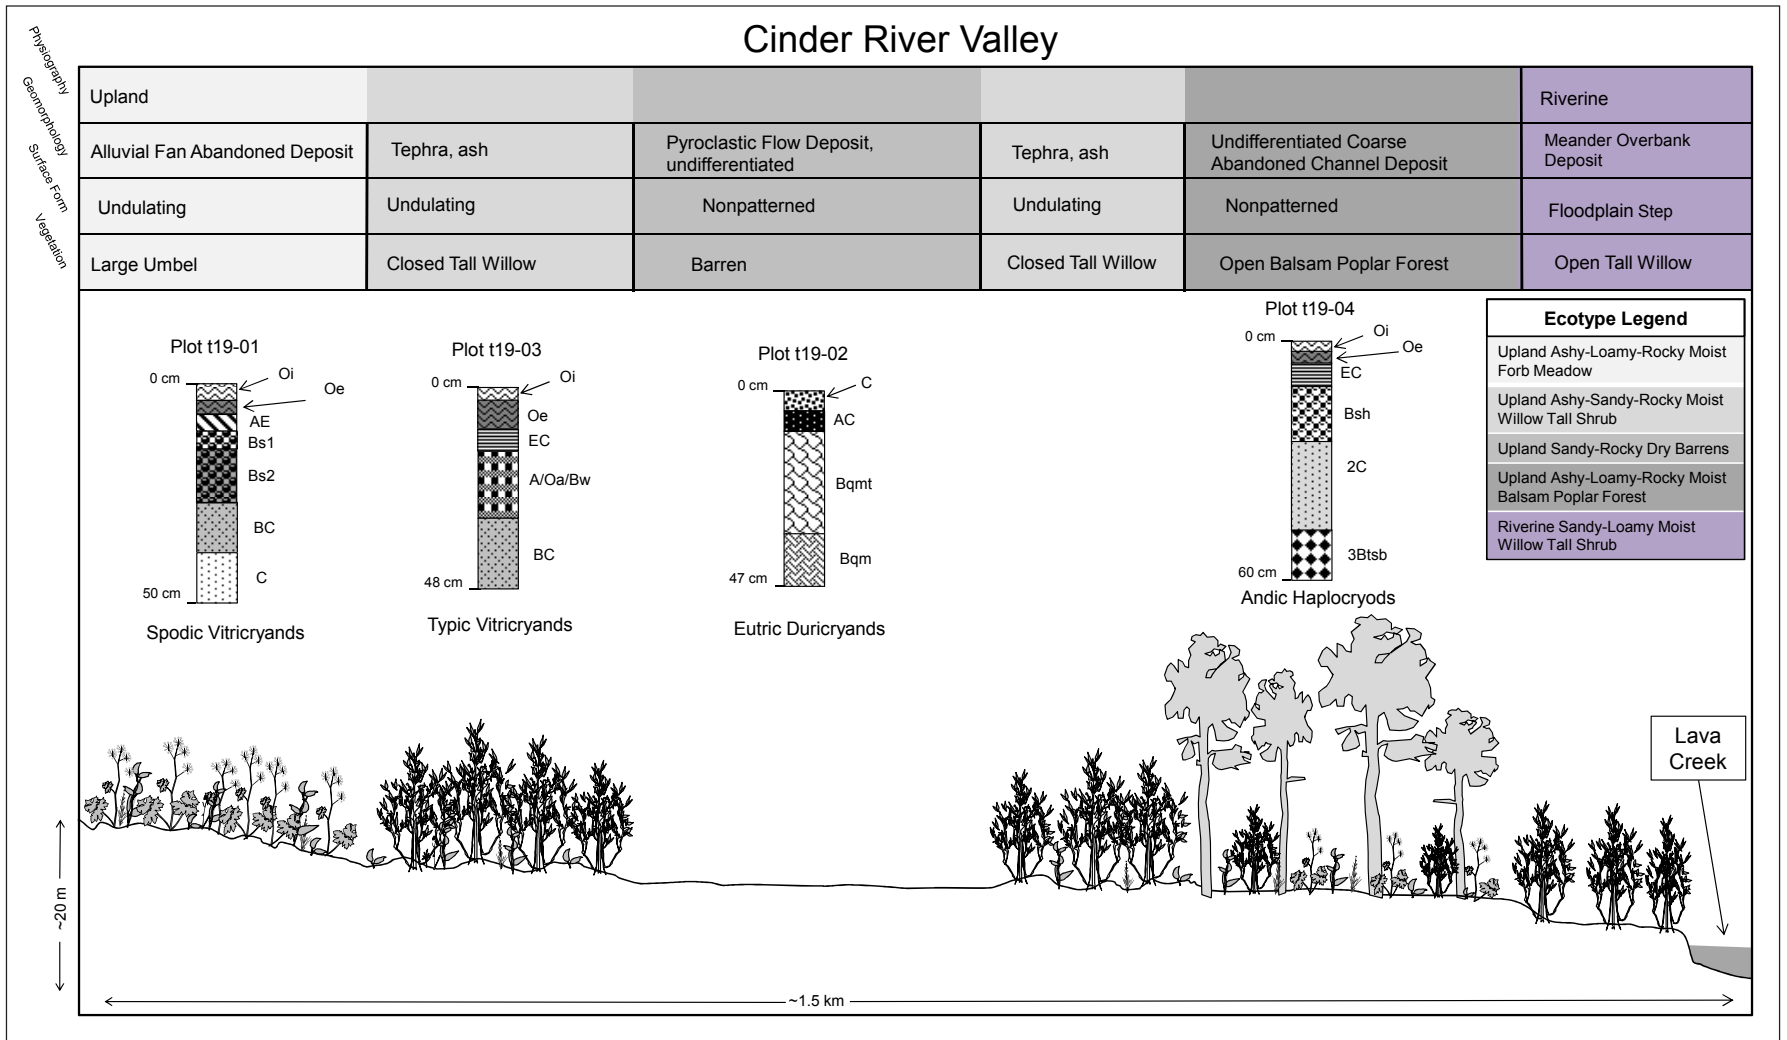 Cinder River Valley
Physiography
Upland
Riverine
Geomorphology
Alluvial Fan Abandoned Deposit
Tephra, ash
Pyroclastic Flow Deposit,
undifferentiated
Tephra, ash
Undifferentiated Coarse
Abandoned Channel Deposit
Meander Overbank
Deposit
Surface Form
Undulating
Undulating
Nonpatterned
Undulating
Nonpatterned
Floodplain Step
Vegetation
Large Umbel
Closed Tall Willow
Barren
Closed Tall Willow
Open Balsam Poplar Forest
Open Tall Willow
Plot t19-01
0 cm
Oi
Oe
AE
Bs1
Bs2
BC
C
50 cm
Spodic Vitricryands
Plot t19-03
0 cm
Oi
Oe
EC
A/Oa/Bw
BC
48 cm
Typic Vitricryands
Plot t19-02
0 cm
C
AC
Bqmt
Bqm
47 cm
Eutric Duricryands
Plot t19-04
0 cm
Oi
Oe
EC
Bsh
2C
3Btsb
60 cm
Andic Haplocryods
Ecotype Legend
Upland Ashy-Loamy-Rocky Moist
Forb Meadow
Upland Ashy-Sandy-Rocky Moist
Willow Tall Shrub
Upland Sandy-Rocky Dry Barrens
Upland Ashy-Loamy-Rocky Moist
Balsam Poplar Forest
Riverine Sandy-Loamy Moist
Willow Tall Shrub
Lava
Creek
~20 m
~1.5 km